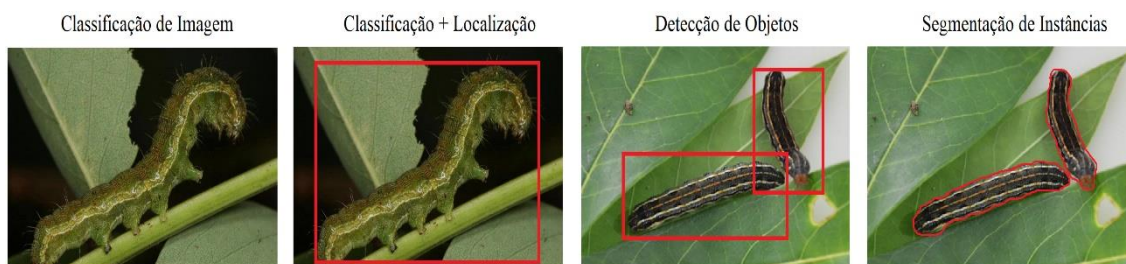 Classificação de Imagem
Classificação + Localização
Detecção de Objetos
Segmentação de Instâncias